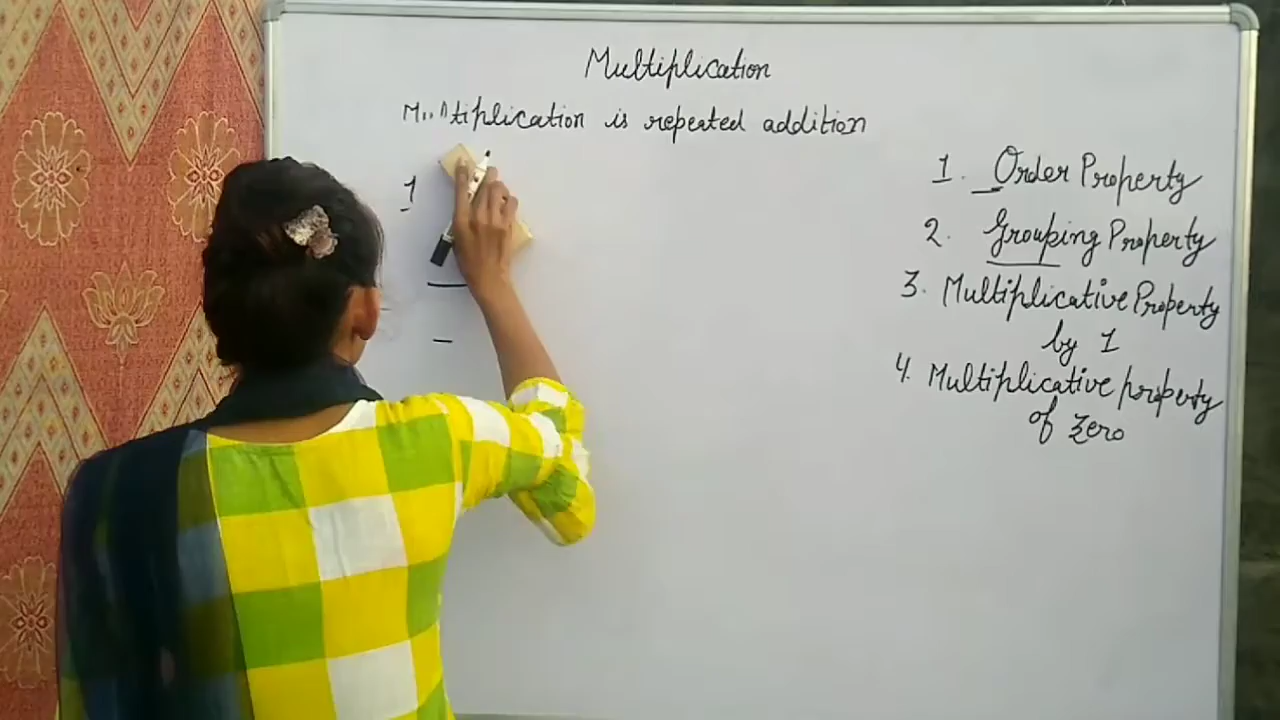 Multiplication
Multiplication is repeated addition
1
1. Order Property
2. Grouping Property
3. Multiplicative Property
by 1
4. Multiplicative property
of Zero